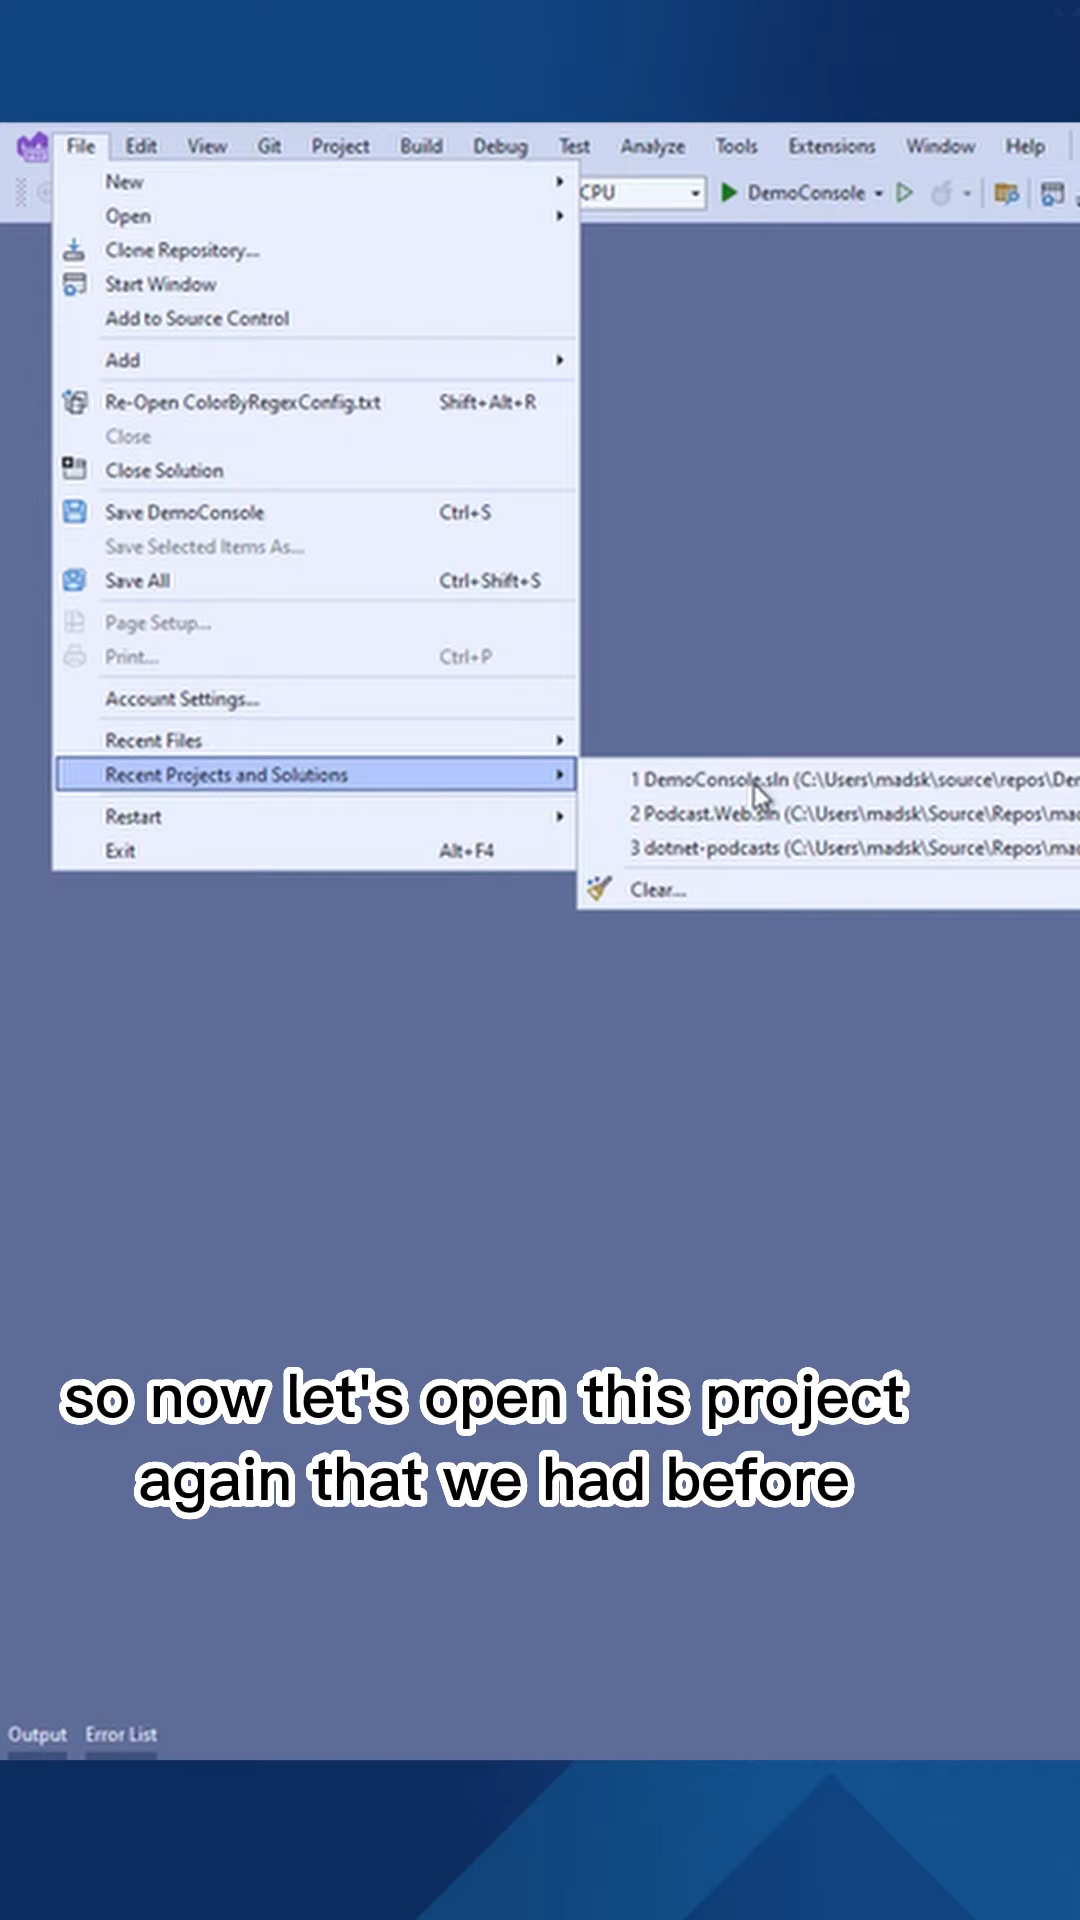 File Edit View Git Project Build Debug Test Analyze Tools Extensions Window Help
CPU DemoConsole
New
Open
Clone Repository...
Start Window
Add to Source Control
Add
Re-Open ColorByRegexConfig.txt Shift+Alt+R
Close
Close Solution
Save DemoConsole Ctrl+S
Save Selected Items As...
Save All Ctrl+Shift+S
Page Setup...
Print... Ctrl+P
Account Settings...
Recent Files
Recent Projects and Solutions
Restart
Exit Alt+F4
1 DemoConsole.sln (C:\Users\madsk\source\repos\Der
2 Podcast.Web.sln (C:\Users\madsk\Source\Repos\mac
3 dotnet-podcasts (C:\Users\madsk\Source\Repos\mac
Clear...
so now let's open this project
again that we had before
Output Error List